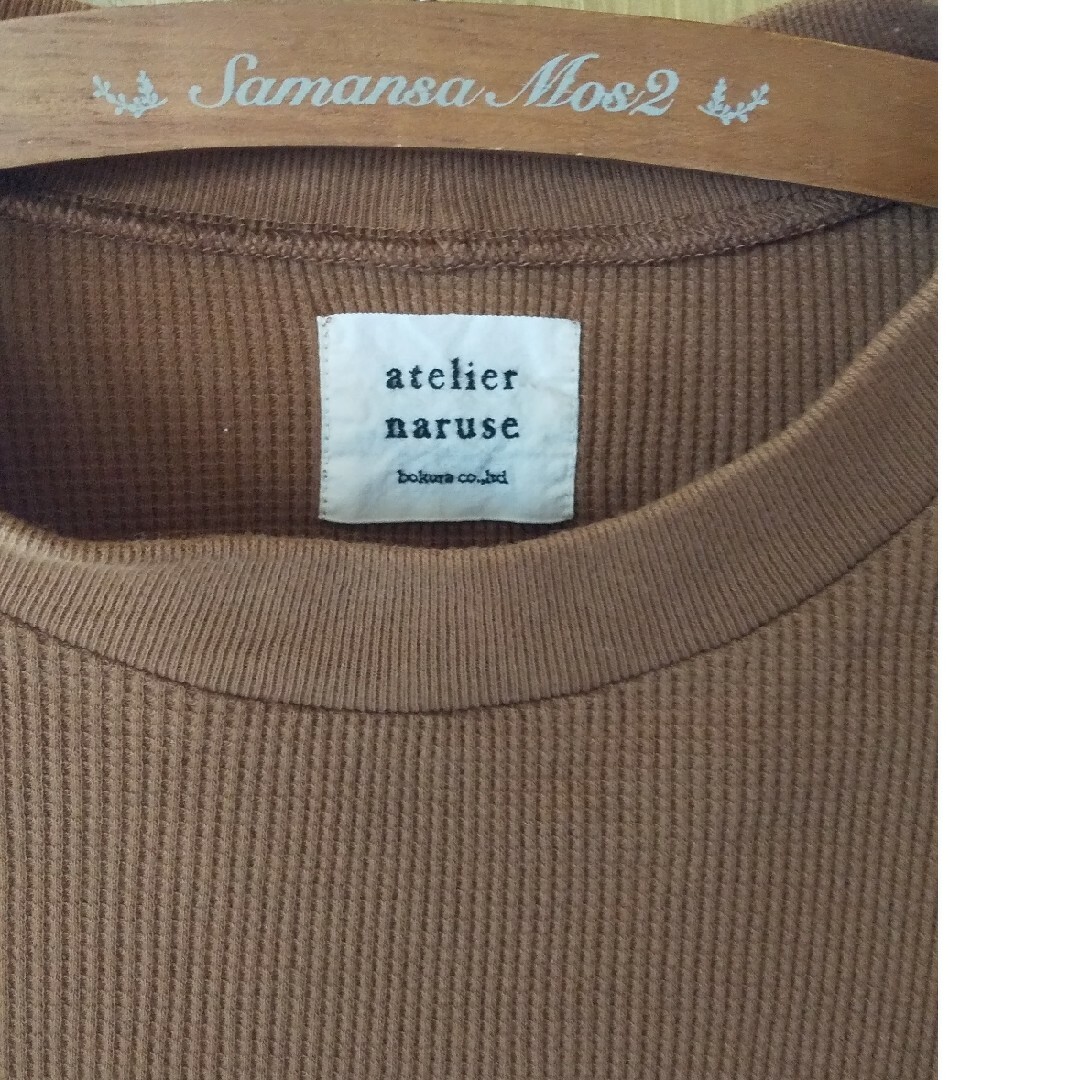 Samansa Mos2
atelier
naruse
bokura co.,ltd